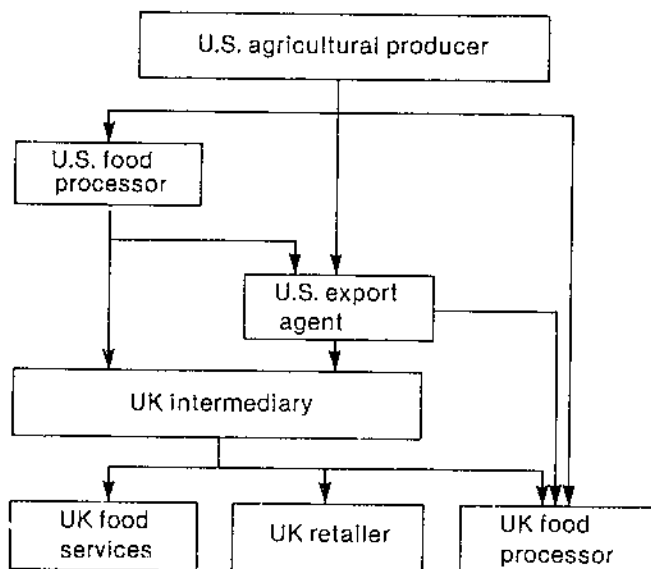 U.S. agricultural producer
U.S. food
processor
U.S. export
agent
UK intermediary
UK food
services
UK retailer
UK food
processor